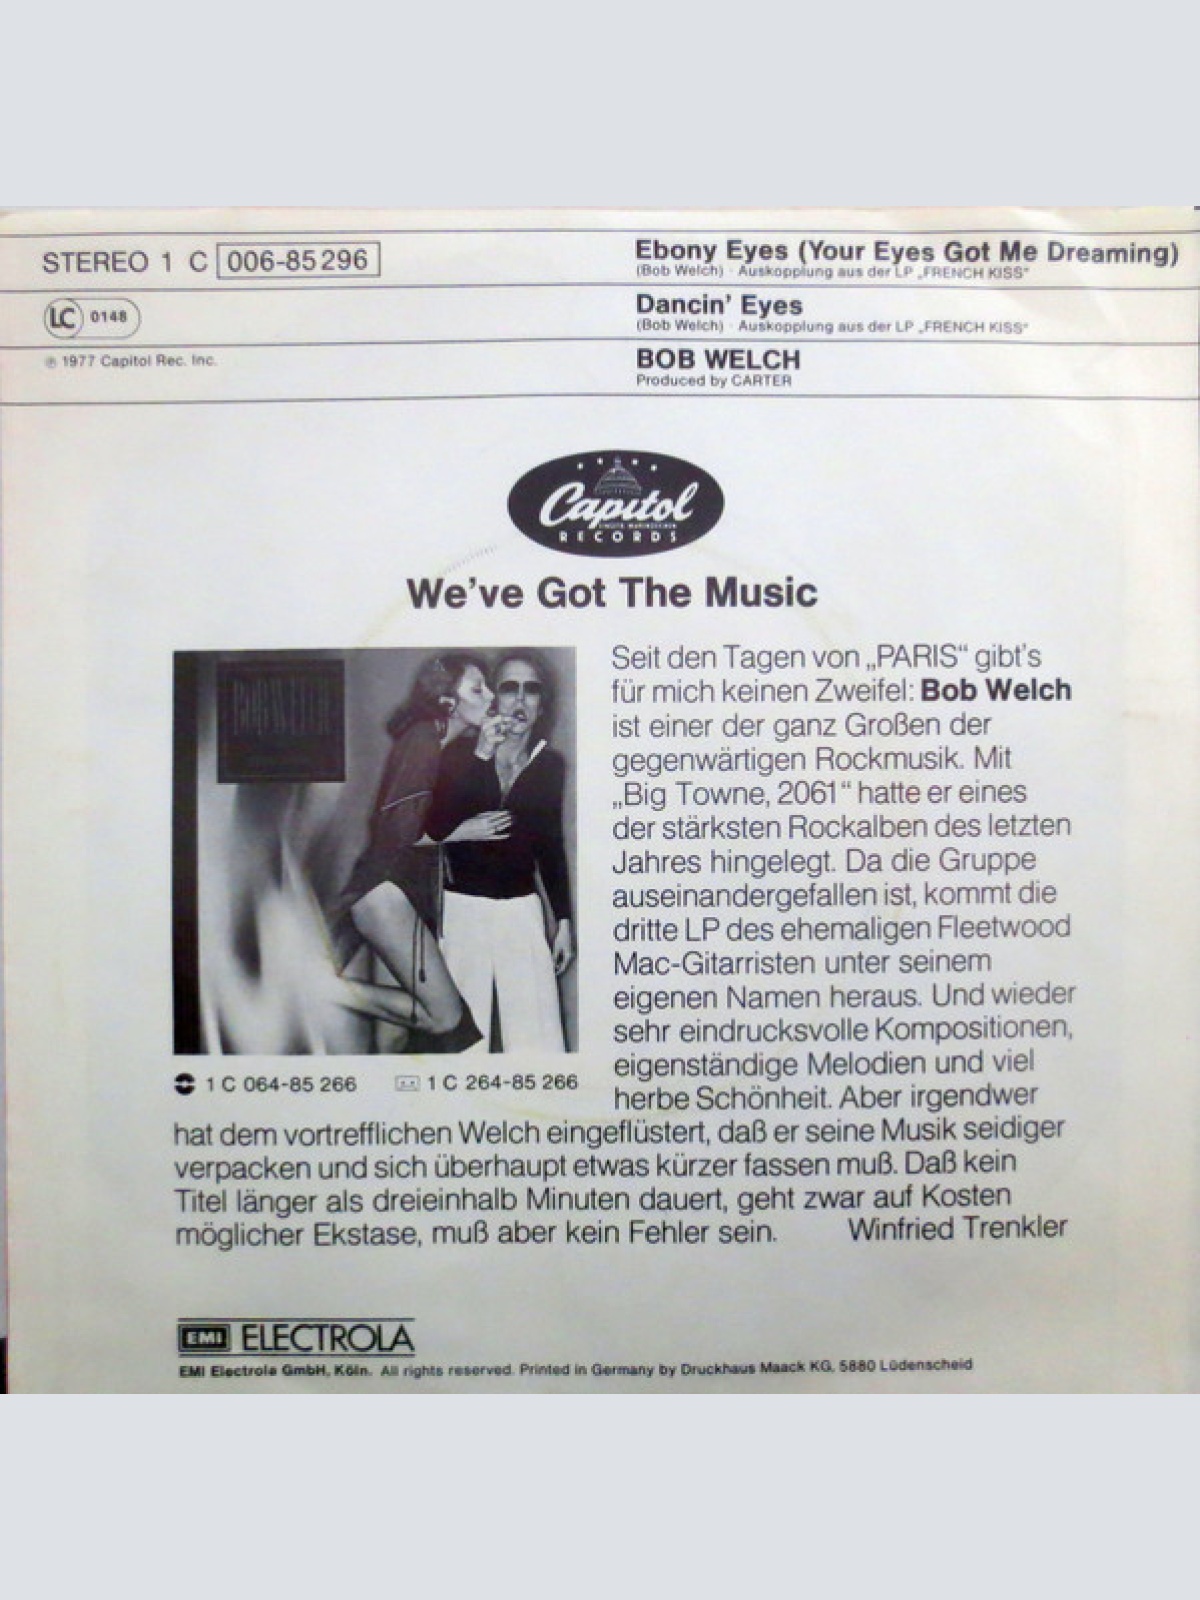 STEREO 1 C 006-85 296
Ebony Eyes (Your Eyes Got Me Dreaming)
(Bob Welch) · Auskopplung aus der LP „FRENCH KISS“
LC 0148
Dancin’ Eyes
(Bob Welch) · Auskopplung aus der LP „FRENCH KISS“
℗ 1977 Capitol Rec. Inc.
BOB WELCH
Produced by CARTER
Capitol
RECORDS
We’ve Got The Music
BOB WELCH
Seit den Tagen von „PARIS“ gibt’s
für mich keinen Zweifel: Bob Welch
ist einer der ganz Großen der
gegenwärtigen Rockmusik. Mit
„Big Towne, 2061“ hatte er eines
der stärksten Rockalben des letzten
Jahres hingelegt. Da die Gruppe
auseinandergefallen ist, kommt die
dritte LP des ehemaligen Fleetwood
Mac-Gitarristen unter seinem
eigenen Namen heraus. Und wieder
sehr eindrucksvolle Kompositionen,
eigenständige Melodien und viel
herbe Schönheit. Aber irgendwer
hat dem vortrefflichen Welch eingeflüstert, daß er seine Musik seidiger
verpacken und sich überhaupt etwas kürzer fassen muß. Daß kein
Titel länger als dreieinhalb Minuten dauert, geht zwar auf Kosten
möglicher Ekstase, muß aber kein Fehler sein. Winfried Trenkler
1 C 064-85 266 1 C 264-85 266
EMI ELECTROLA
EMI Electrola GmbH, Köln. All rights reserved. Printed in Germany by Druckhaus Maack KG, 5880 Lüdenscheid